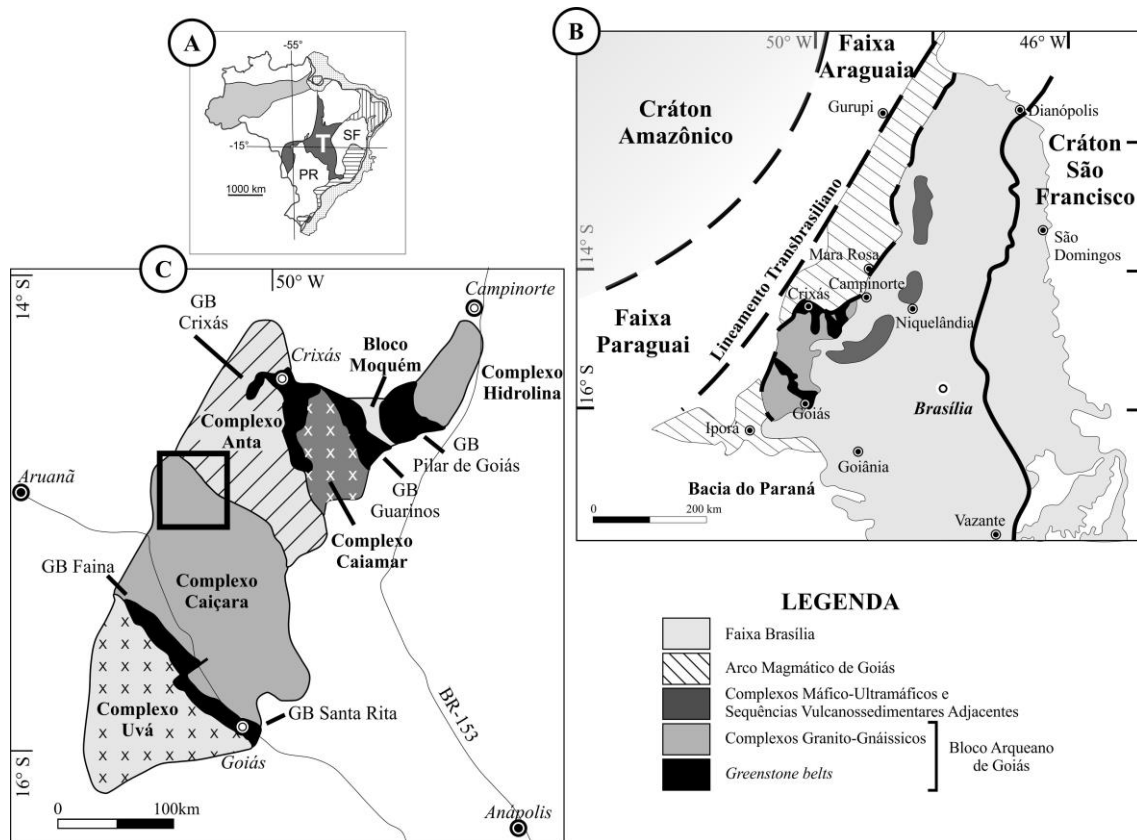 A
-55°
-15°
T
SF
PR
1000 km
B
50° W
46° W
14° S
16° S
Cráton
Amazônico
Faixa
Araguaia
Gurupi
Dianópolis
Cráton
São
Francisco
São
Domingos
Lineamento Transbrasiliano
Mara Rosa
Campinorte
Crixás
Niquelândia
Faixa
Paraguai
Goiás
Brasília
Iporá
Goiânia
Bacia do Paraná
Vazante
0 200 km
C
50° W
14° S
16° S
Campinorte
GB
Crixás
Crixás
Bloco
Moquém
Complexo
Hidrolina
Complexo
Anta
GB
Pilar de Goiás
GB
Guarinos
Aruanã
Complexo
Caiamar
GB Faina
Complexo
Caiçara
Complexo
Uvá
GB Santa Rita
Goiás
BR-153
Anápolis
0 100km
LEGENDA
Faixa Brasília
Arco Magmático de Goiás
Complexos Máfico-Ultramáficos e
Sequências Vulcanossedimentares Adjacentes
Complexos Granito-Gnáissicos
Greenstone belts
Bloco Arqueano
de Goiás